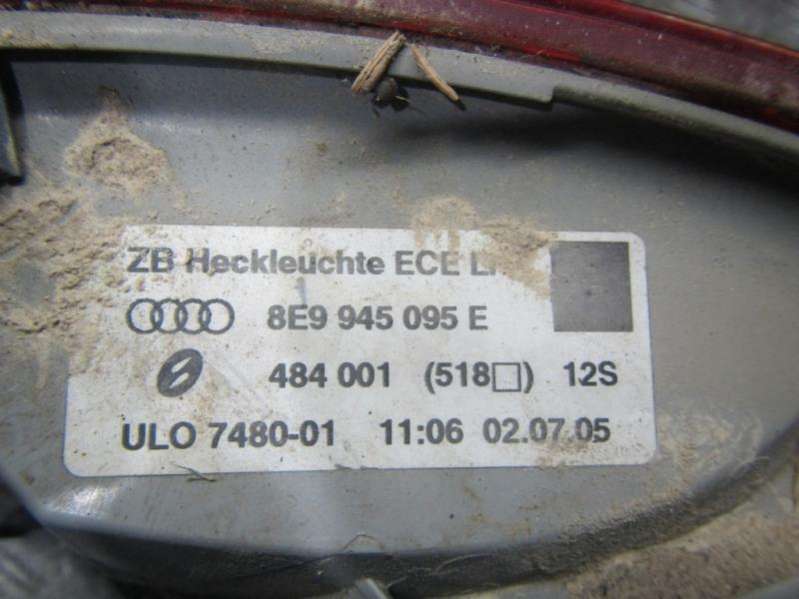 ZB Heckleuchte ECE
8E9 945 095 E
484 001 (518□) 12S
ULO 7480-01 11:06 02.07.05